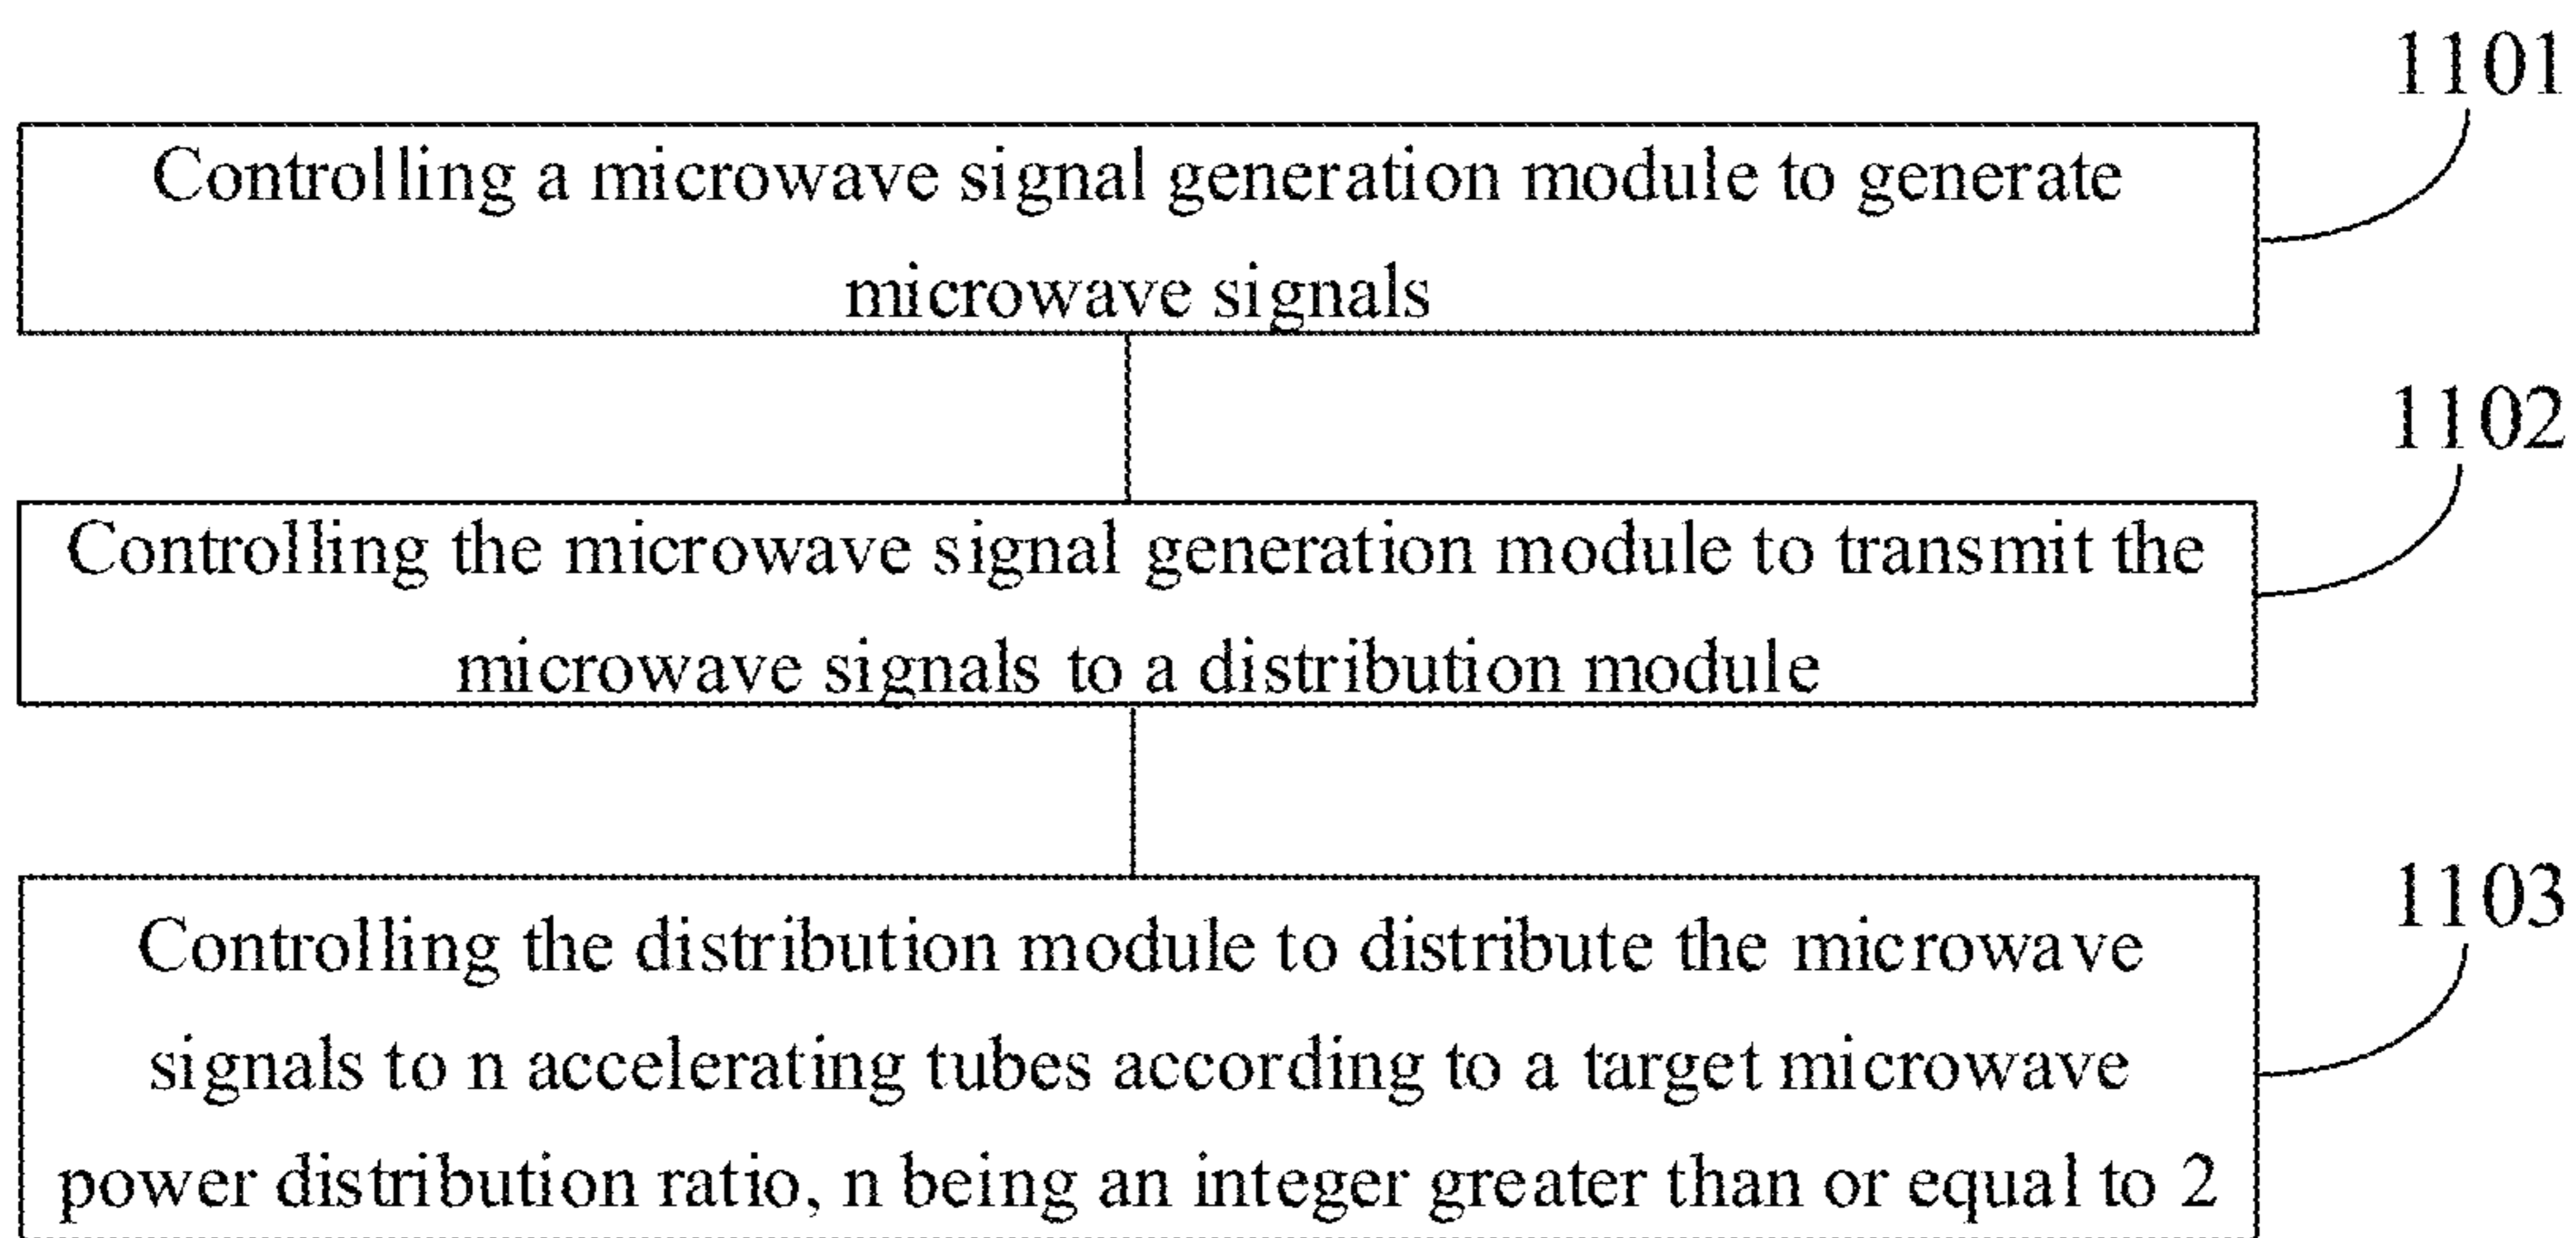 1101
Controlling a microwave signal generation module to generate
microwave signals
1102
Controlling the microwave signal generation module to transmit the
microwave signals to a distribution module
1103
Controlling the distribution module to distribute the microwave
signals to n accelerating tubes according to a target microwave
power distribution ratio, n being an integer greater than or equal to 2